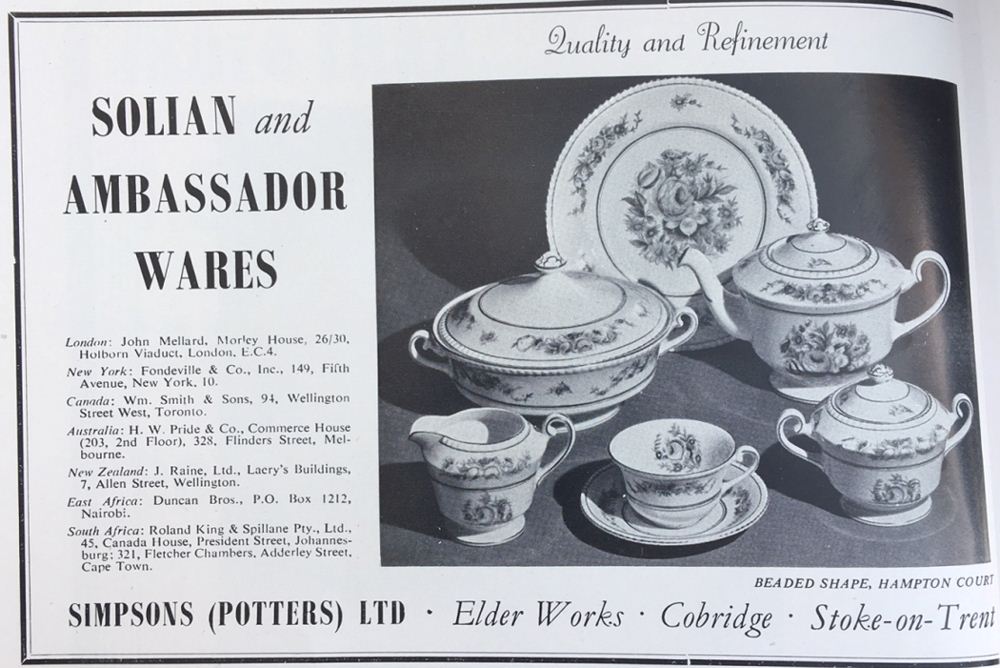 Quality and Refinement
SOLIAN and
AMBASSADOR
WARES
London: John Mellard, Morley House, 26/30,
Holborn Viaduct, London, E.C.4.
New York: Fondeville & Co., Inc., 149, Fifth
Avenue, New York, 10.
Canada: Wm. Smith & Sons, 94, Wellington
Street West, Toronto.
Australia: H. W. Pride & Co., Commerce House
(203, 2nd Floor), 328, Flinders Street, Mel-
bourne.
New Zealand: J. Raine, Ltd., Laery's Buildings,
7, Allen Street, Wellington.
East Africa: Duncan Bros., P.O. Box 1212,
Nairobi.
South Africa: Roland King & Spillane Pty., Ltd.,
45, Canada House, President Street, Johannes-
burg; 321, Fletcher Chambers, Adderley Street,
Cape Town.
BEADED SHAPE, HAMPTON COURT
SIMPSONS (POTTERS) LTD · Elder Works · Cobridge · Stoke-on-Trent